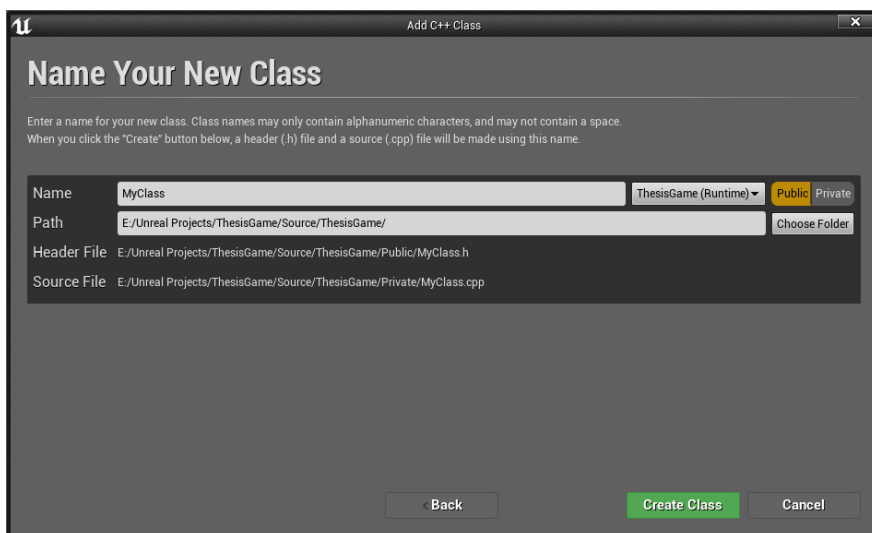 Add C++ Class
Name Your New Class
Enter a name for your new class. Class names may only contain alphanumeric characters, and may not contain a space.
When you click the "Create" button below, a header (.h) file and a source (.cpp) file will be made using this name.
Name MyClass ThesisGame (Runtime) Public Private
Path E:/Unreal Projects/ThesisGame/Source/ThesisGame/ Choose Folder
Header File E:/Unreal Projects/ThesisGame/Source/ThesisGame/Public/MyClass.h
Source File E:/Unreal Projects/ThesisGame/Source/ThesisGame/Private/MyClass.cpp
Back Create Class Cancel